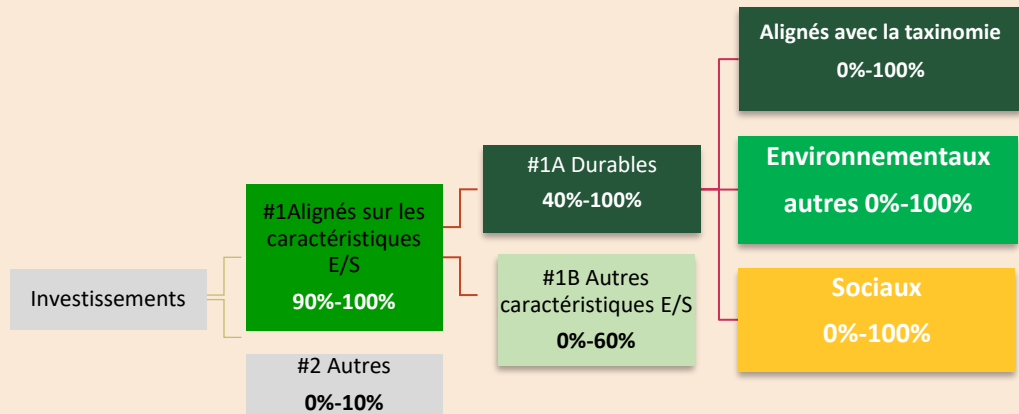 Investissements
#1Alignés sur les
caractéristiques
E/S
90%-100%
#2 Autres
0%-10%
#1A Durables
40%-100%
#1B Autres
caractéristiques E/S
0%-60%
Alignés avec la taxinomie
0%-100%
Environnementaux
autres 0%-100%
Sociaux
0%-100%